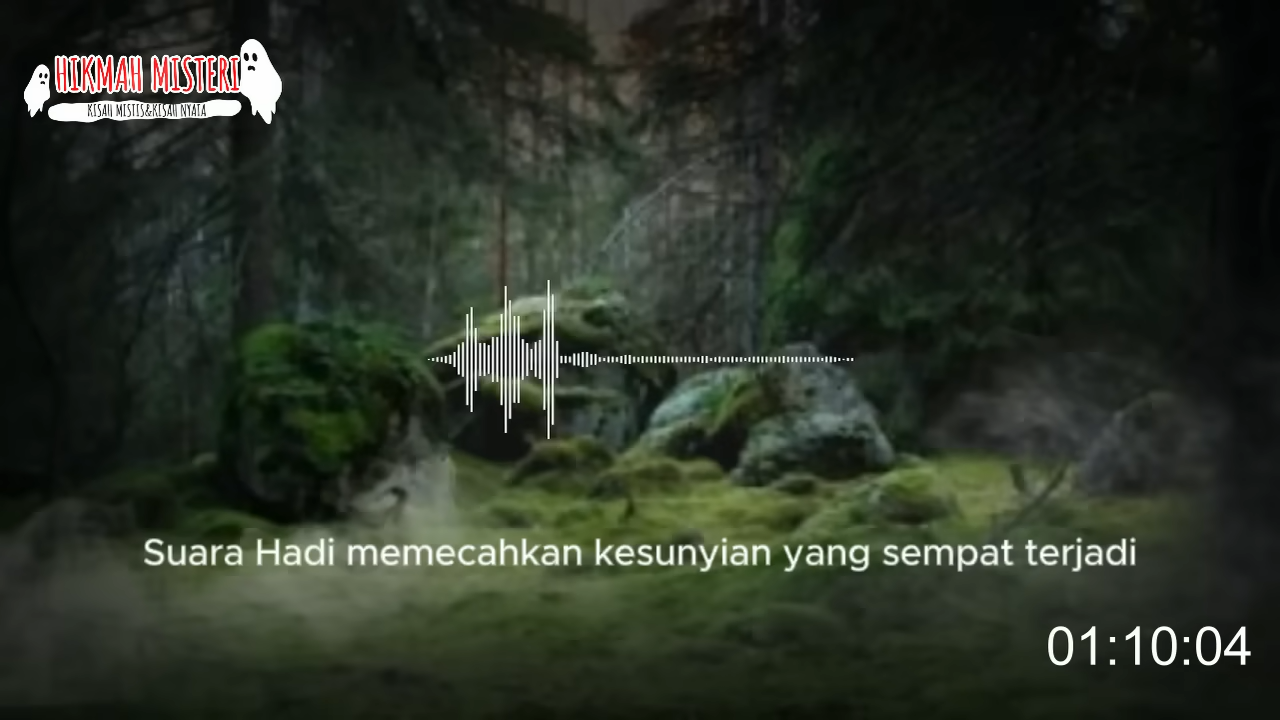 HIKMAH MISTERI
KISAH MISTIS&KISAH NYATA
Suara Hadi memecahkan kesunyian yang sempat terjadi
01:10:04